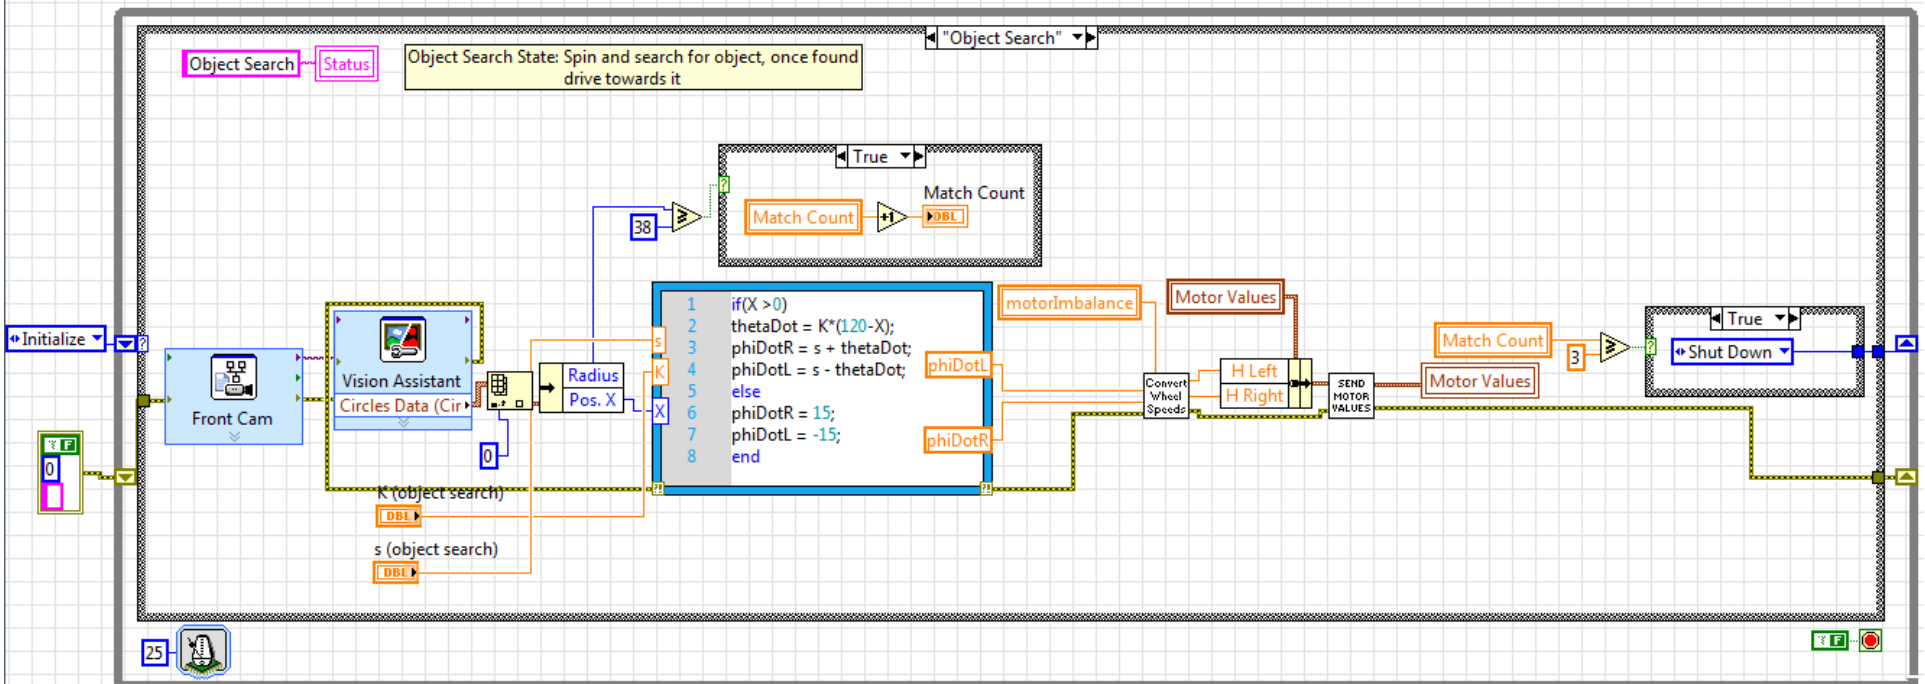 "Object Search"
Object Search
Status
Object Search State: Spin and search for object, once found
drive towards it
True
Match Count
+1
Match Count
DBL
38
Initialize
Front Cam
Vision Assistant
Circles Data (Cir
0
Radius
Pos. X
s
K
X
1 if(X >0)
2 thetaDot = K*(120-X);
3 phiDotR = s + thetaDot;
4 phiDotL = s - thetaDot;
5 else
6 phiDotR = 15;
7 phiDotL = -15;
8 end
phiDotL
phiDotR
motorImbalance
Motor Values
Convert
Wheel
Speeds
H Left
H Right
SEND
MOTOR
VALUES
Motor Values
Match Count
3
True
Shut Down
F
0
K (object search)
DBL
s (object search)
DBL
25
F